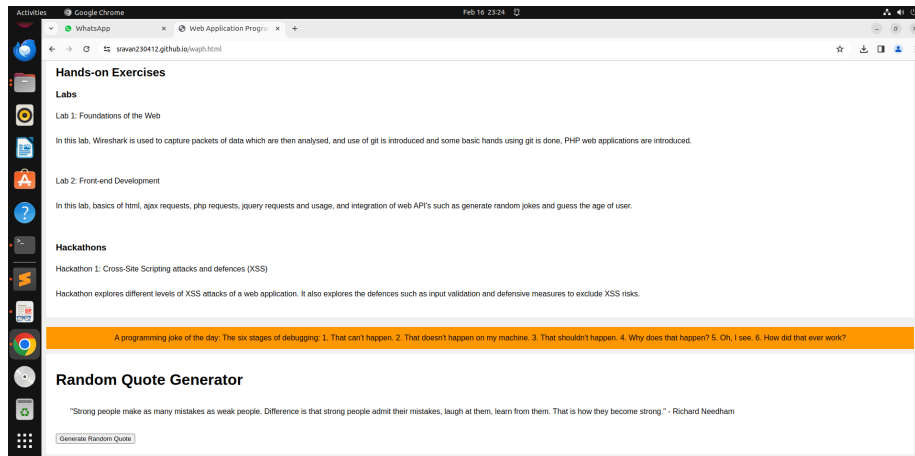 Activities
Google Chrome
Feb 16 23:24
WhatsApp
Web Application Progra
sravan230412.github.io/waph.html
Hands-on Exercises
Labs
Lab 1: Foundations of the Web
In this lab, Wireshark is used to capture packets of data which are then analysed, and use of git is introduced and some basic hands using git is done, PHP web applications are introduced.
Lab 2: Front-end Development
In this lab, basics of html, ajax requests, php requests, jquery requests and usage, and integration of web API's such as generate random jokes and guess the age of user.
Hackathons
Hackathon 1: Cross-Site Scripting attacks and defences (XSS)
Hackathon explores different levels of XSS attacks of a web application. It also explores the defences such as input validation and defensive measures to exclude XSS risks.
A programming joke of the day: The six stages of debugging: 1. That can't happen. 2. That doesn't happen on my machine. 3. That shouldn't happen. 4. Why does that happen? 5. Oh, I see. 6. How did that ever work?
Random Quote Generator
"Strong people make as many mistakes as weak people. Difference is that strong people admit their mistakes, laugh at them, learn from them. That is how they become strong." - Richard Needham
Generate Random Quote